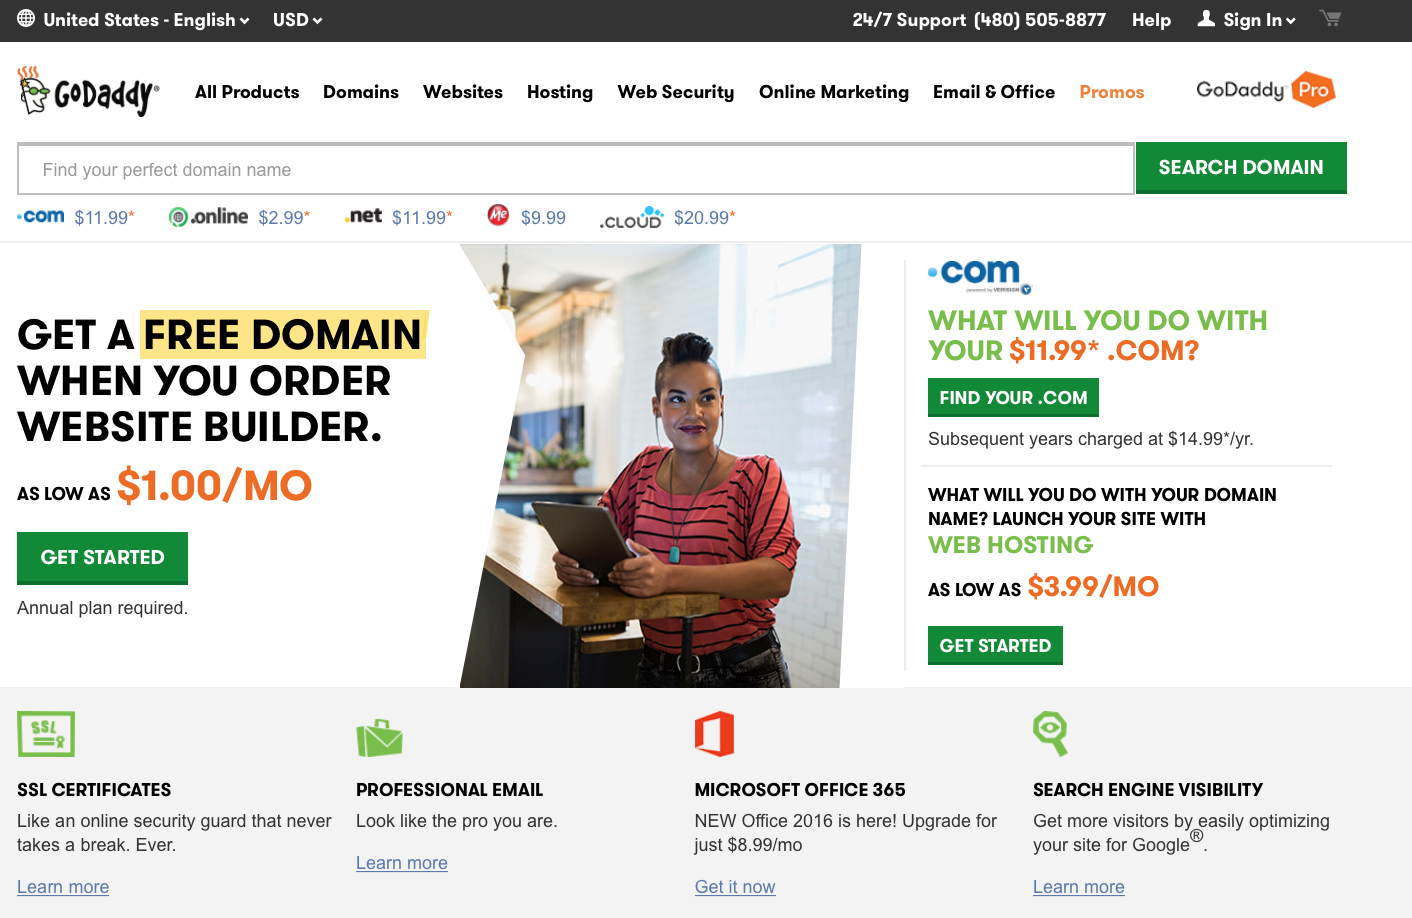 United States - English USD 24/7 Support (480) 505-8877 Help Sign In
GoDaddy® All Products Domains Websites Hosting Web Security Online Marketing Email & Office Promos GoDaddy Pro
Find your perfect domain name SEARCH DOMAIN
.com $11.99* .online $2.99* .net $11.99* Me $9.99 .CLOUD $20.99*
GET A FREE DOMAIN
WHEN YOU ORDER
WEBSITE BUILDER.
AS LOW AS $1.00/MO
GET STARTED
Annual plan required.
.com
powered by VERISIGN
WHAT WILL YOU DO WITH
YOUR $11.99* .COM?
FIND YOUR .COM
Subsequent years charged at $14.99*/yr.
WHAT WILL YOU DO WITH YOUR DOMAIN
NAME? LAUNCH YOUR SITE WITH
WEB HOSTING
AS LOW AS $3.99/MO
GET STARTED
SSL
SSL CERTIFICATES
Like an online security guard that never
takes a break. Ever.
Learn more
PROFESSIONAL EMAIL
Look like the pro you are.
Learn more
MICROSOFT OFFICE 365
NEW Office 2016 is here! Upgrade for
just $8.99/mo
Get it now
SEARCH ENGINE VISIBILITY
Get more visitors by easily optimizing
your site for Google®.
Learn more